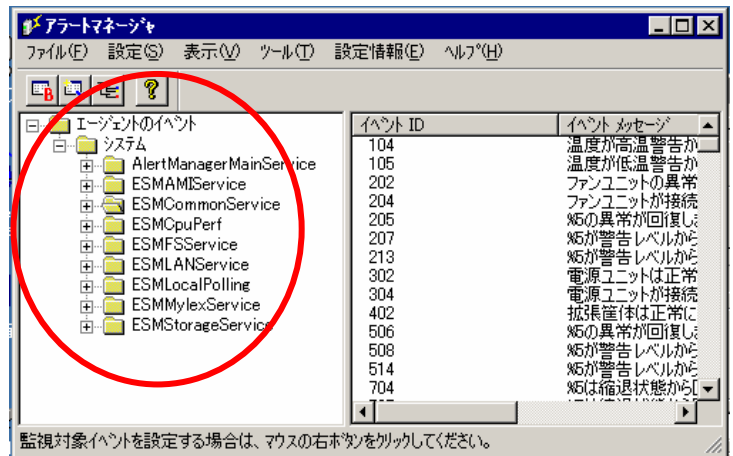 アラートマネージャ
ファイル(F) 設定(S) 表示(V) ツール(T) 設定情報(E) ヘルプ(H)
エージェントのイベント
システム
AlertManagerMainService
ESMAMIService
ESMCommonService
ESMCpuPerf
ESMFSService
ESMLANService
ESMLocalPolling
ESMMylexService
ESMStorageService
イベント ID イベント メッセージ
104 温度が高温警告か
105 温度が低温警告か
202 ファンユニットの異常
204 ファンユニットが接続
205 %5の異常が回復し
207 %5が警告レベルから
213 %5が警告レベルから
302 電源ユニットは正常
304 電源ユニットが接続
402 拡張筐体は正常に
506 %5の異常が回復し
508 %5が警告レベルから
514 %5が警告レベルから
704 %5は縮退状態から
監視対象イベントを設定する場合は、マウスの右ボタンをクリックしてください。